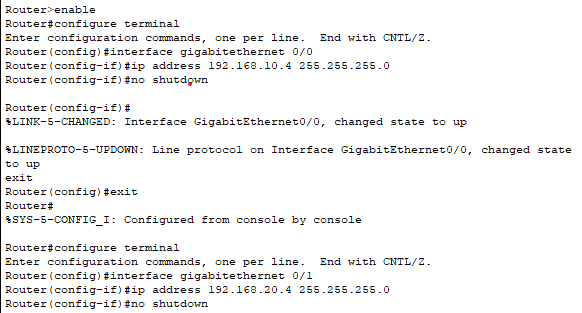 Router>enable
Router#configure terminal
Enter configuration commands, one per line.  End with CNTL/Z.
Router(config)#interface gigabitethernet 0/0
Router(config-if)#ip address 192.168.10.4 255.255.255.0
Router(config-if)#no shutdown
Router(config-if)#
%LINK-5-CHANGED: Interface GigabitEthernet0/0, changed state to up
%LINEPROTO-5-UPDOWN: Line protocol on Interface GigabitEthernet0/0, changed state
to up
exit
Router(config)#exit
Router#
%SYS-5-CONFIG_I: Configured from console by console
Router#configure terminal
Enter configuration commands, one per line.  End with CNTL/Z.
Router(config)#interface gigabitethernet 0/1
Router(config-if)#ip address 192.168.20.4 255.255.255.0
Router(config-if)#no shutdown